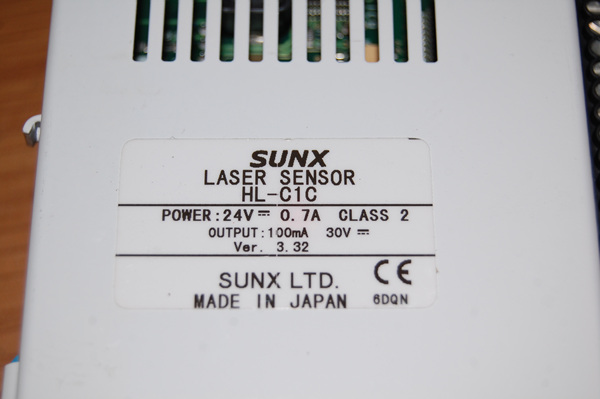 SUNX
LASER SENSOR
HL-C1C
POWER:24V⎓ 0.7A CLASS 2
OUTPUT:100mA 30V⎓
Ver. 3.32
SUNX LTD. CE
MADE IN JAPAN 6DQN